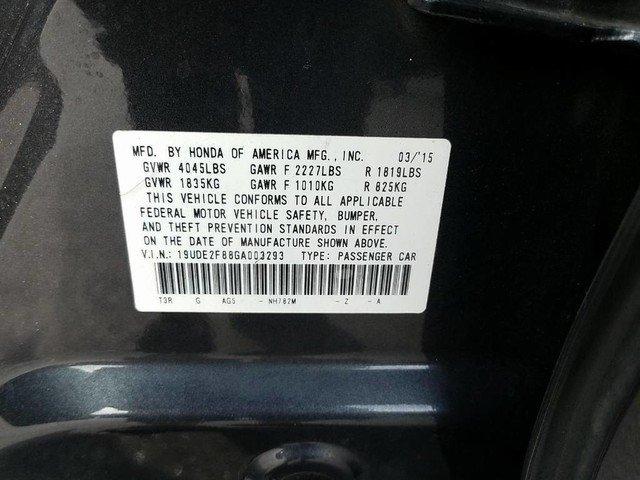 MFD. BY HONDA OF AMERICA MFG., INC. 03/'15
GVWR 4045LBS GAWR F 2227LBS R 1819LBS
GVWR 1835KG GAWR F 1010KG R 825KG
THIS VEHICLE CONFORMS TO ALL APPLICABLE
FEDERAL MOTOR VEHICLE SAFETY, BUMPER,
AND THEFT PREVENTION STANDARDS IN EFFECT
ON THE DATE OF MANUFACTURE SHOWN ABOVE.
V.I.N.: 19UDE2F88GA003293 TYPE: PASSENGER CAR
T3R G AG5 - NH782M - Z - A